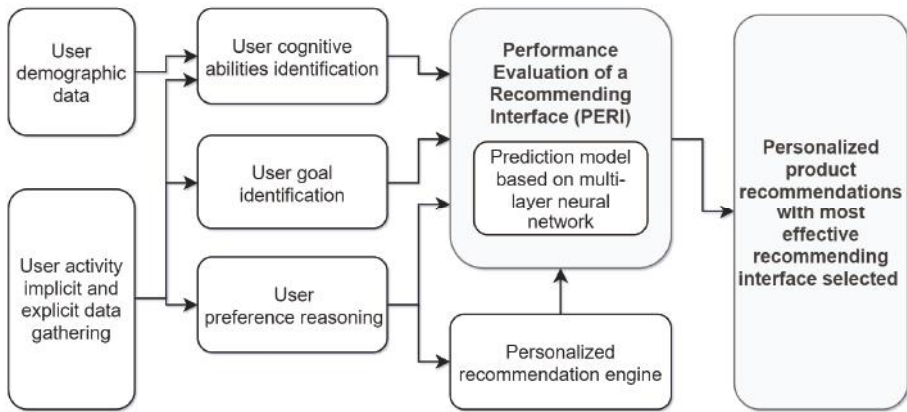 User
demographic
data
User activity
implicit and
explicit data
gathering
User cognitive
abilities identification
User goal
identification
User
preference reasoning
Performance
Evaluation of a
Recommending
Interface (PERI)
Prediction model
based on multi-
layer neural
network
Personalized
recommendation engine
Personalized
product
recommendations
with most
effective
recommending
interface selected